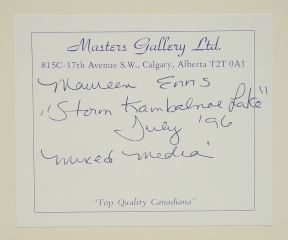 Masters Gallery Ltd.
815C-17th Avenue S.W., Calgary, Alberta T2T 0A1
Maureen Enns
"Storm Kambalnoe Lake"
July '96
Mixed Media
"Top Quality Canadiana"